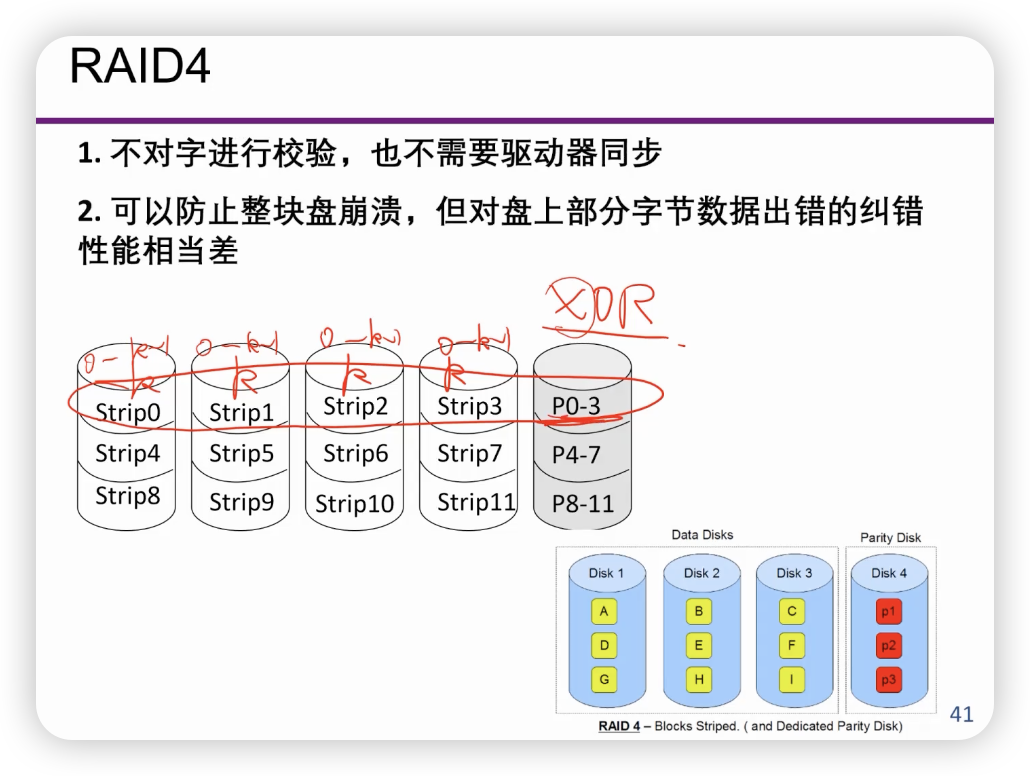 RAID4
1. 不对字进行校验，也不需要驱动器同步
2. 可以防止整块盘崩溃，但对盘上部分字节数据出错的纠错
性能相当差
XOR
0-k-1 0-k-1 0-k-1 0-k-1
k k k k
Strip0 Strip1 Strip2 Strip3 P0-3
Strip4 Strip5 Strip6 Strip7 P4-7
Strip8 Strip9 Strip10 Strip11 P8-11
Data Disks Parity Disk
Disk 1 Disk 2 Disk 3 Disk 4
A B C p1
D E F p2
G H I p3
RAID 4 – Blocks Striped. ( and Dedicated Parity Disk)
41